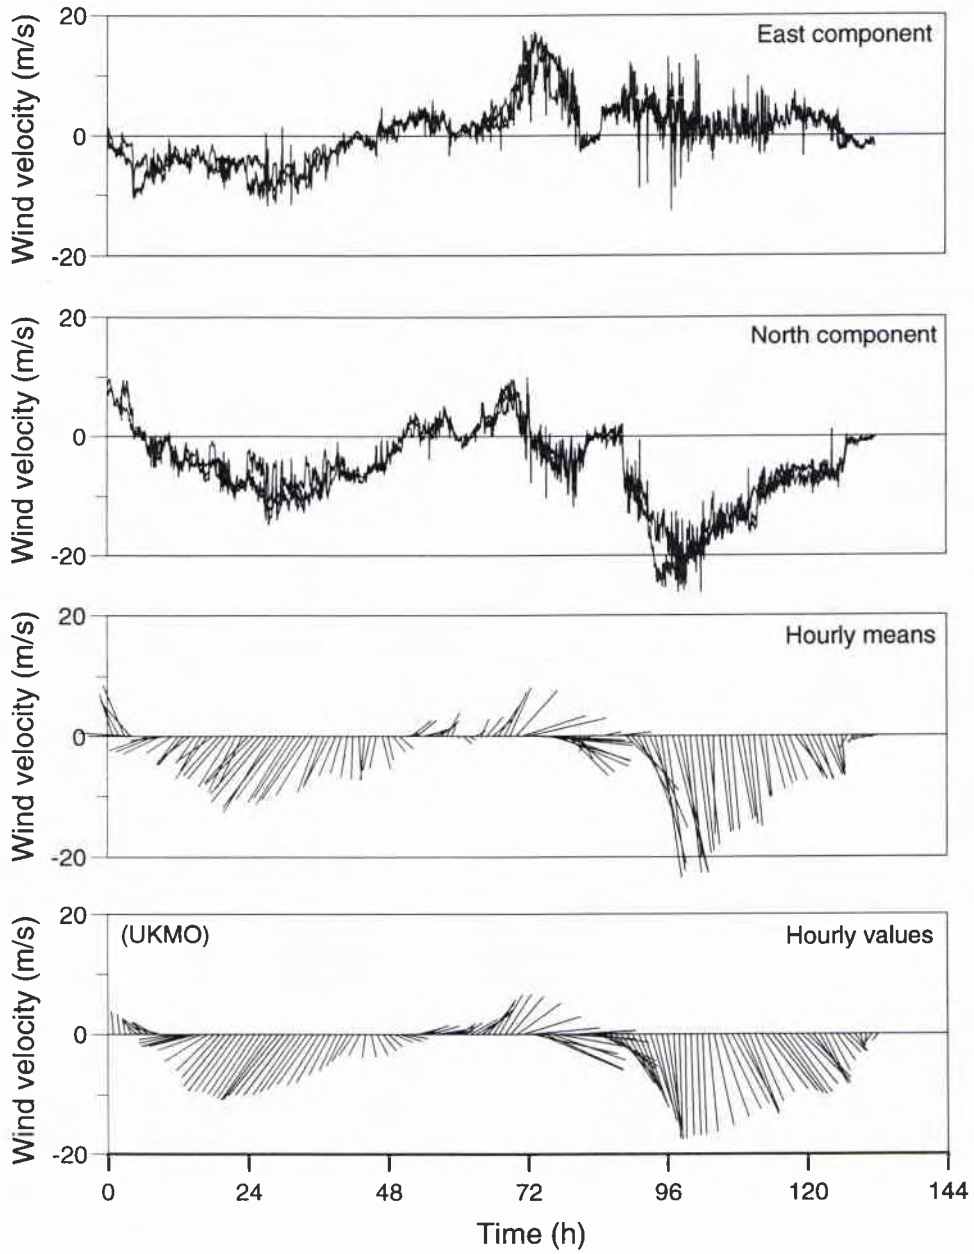 20
0
-20
Wind velocity (m/s)
East component
20
0
-20
Wind velocity (m/s)
North component
20
0
-20
Wind velocity (m/s)
Hourly means
20
0
-20
Wind velocity (m/s)
(UKMO)
Hourly values
0 24 48 72 96 120 144
Time (h)